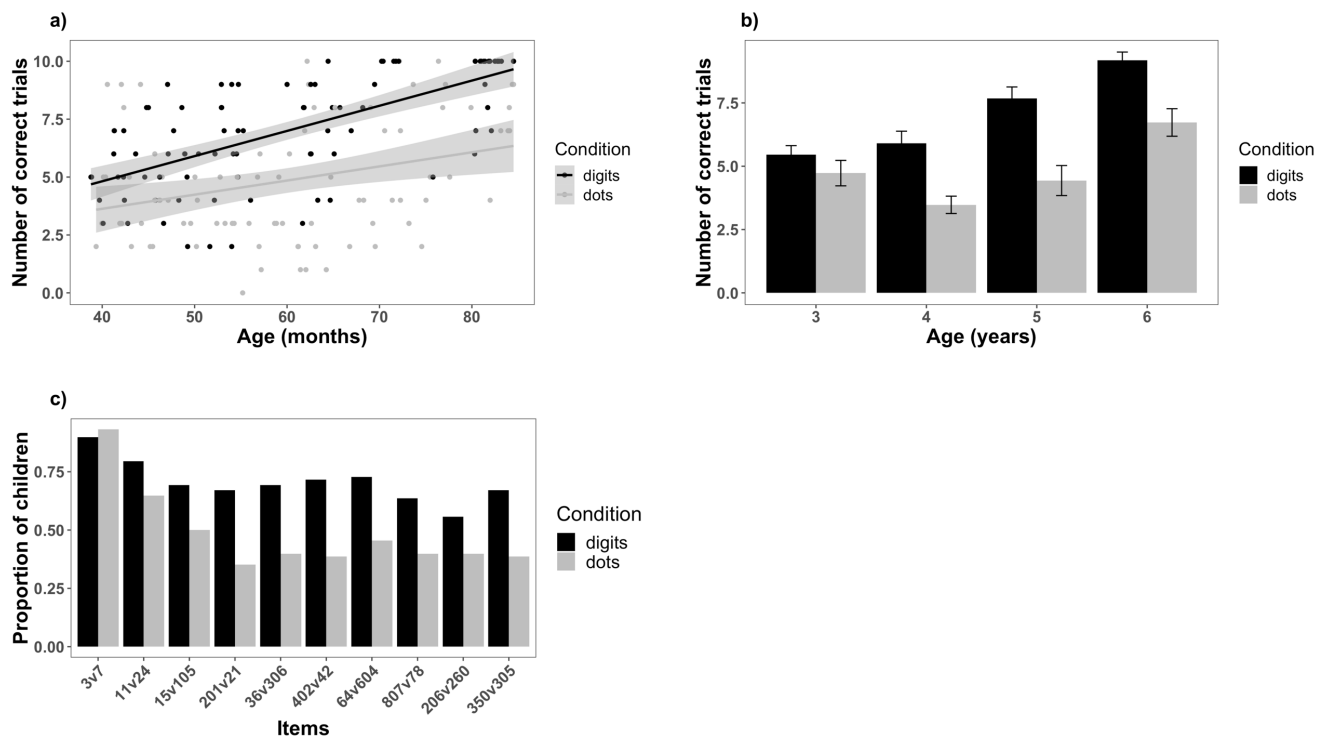 a)
Number of correct trials
10.0
7.5
5.0
2.5
0.0
40 50 60 70 80
Age (months)
Condition
digits
dots
b)
Number of correct trials
7.5
5.0
2.5
0.0
3 4 5 6
Age (years)
Condition
digits
dots
c)
Proportion of children
0.75
0.50
0.25
0.00
3v7 11v24 15v105 201v21 36v306 402v42 64v604 807v78 206v260 350v305
Items
Condition
digits
dots